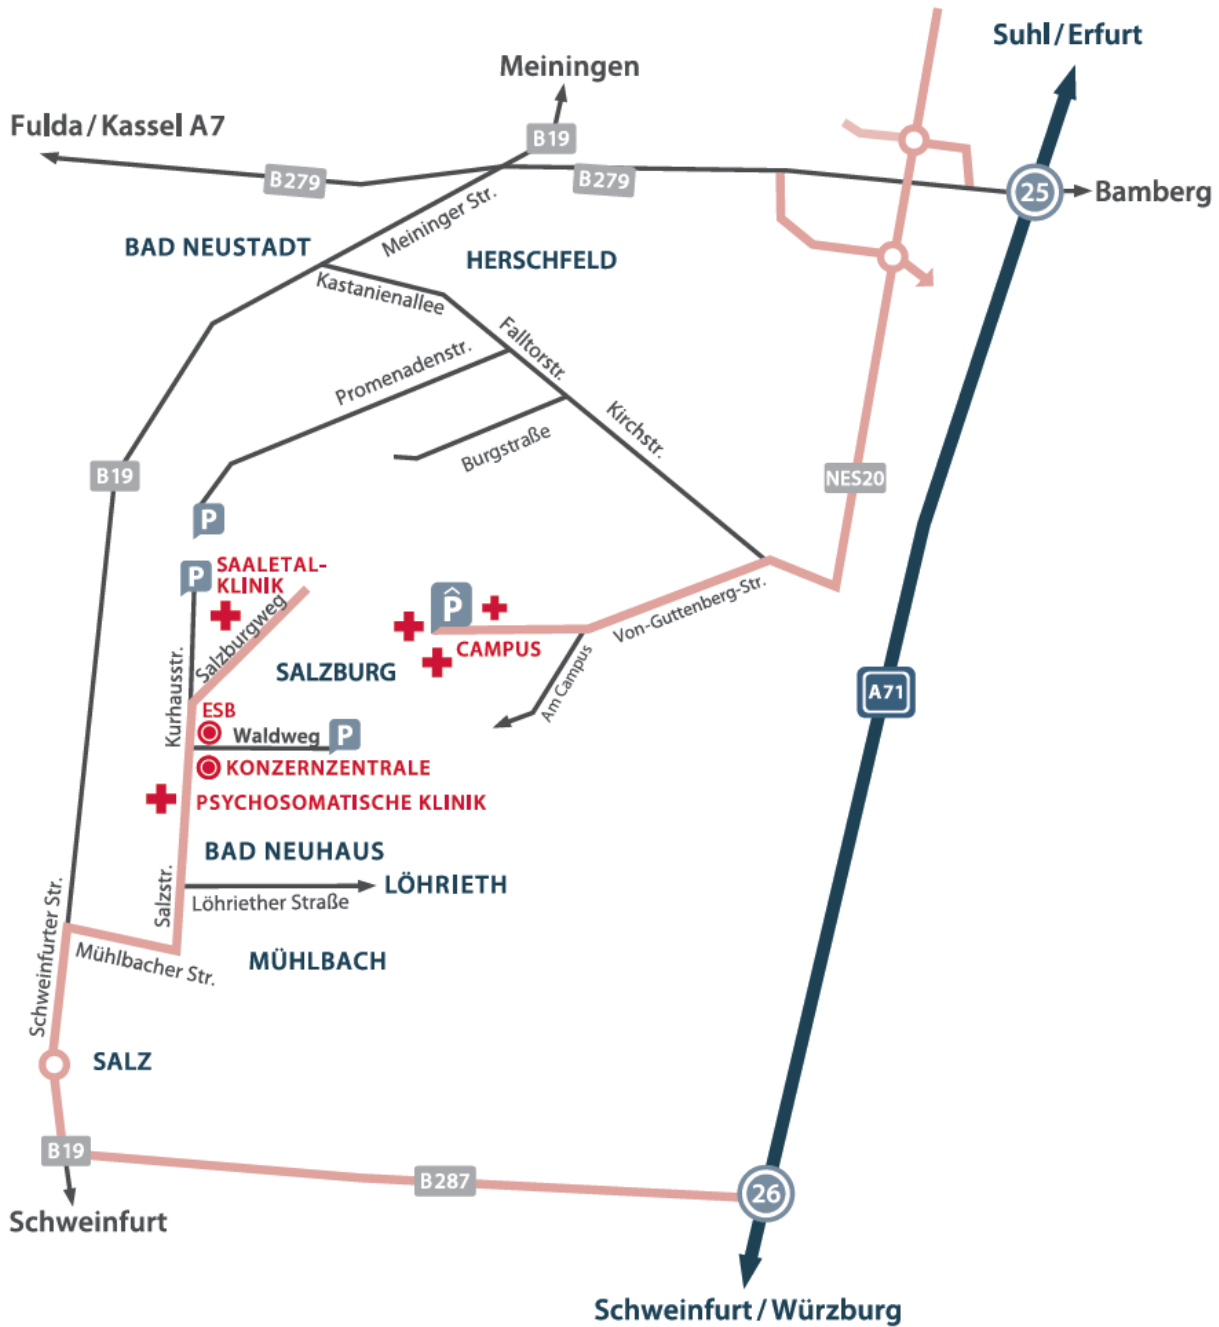 Suhl / Erfurt
Meiningen
Fulda / Kassel A7
B19
B279
B279
25
Bamberg
Meininger Str.
BAD NEUSTADT
HERSCHFELD
Kastanienallee
Falltorstr.
Promenadenstr.
Kirchstr.
Burgstraße
B19
NES20
P
SAALETAL-
KLINIK
P
P
Salzburgweg
Von-Guttenberg-Str.
CAMPUS
SALZBURG
Kurhausstr.
Am Campus
A71
ESB
Waldweg
P
KONZERNZENTRALE
PSYCHOSOMATISCHE KLINIK
BAD NEUHAUS
Salzstr.
LÖHRIETH
Löhriether Straße
Schweinfurter Str.
Mühlbacher Str.
MÜHLBACH
SALZ
B19
B287
26
Schweinfurt
Schweinfurt / Würzburg